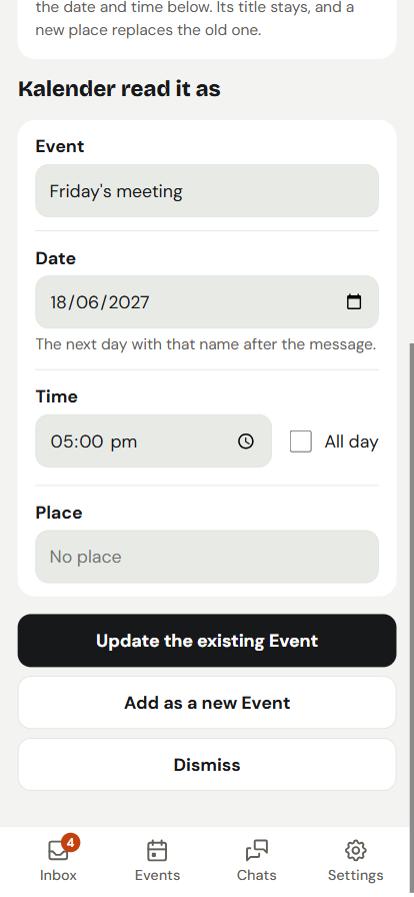 the date and time below. Its title stays, and a
new place replaces the old one.
Kalender read it as
Event
Friday's meeting
Date
18/06/2027
The next day with that name after the message.
Time
05:00 pm
All day
Place
No place
Update the existing Event
Add as a new Event
Dismiss
4
Inbox
Events
Chats
Settings